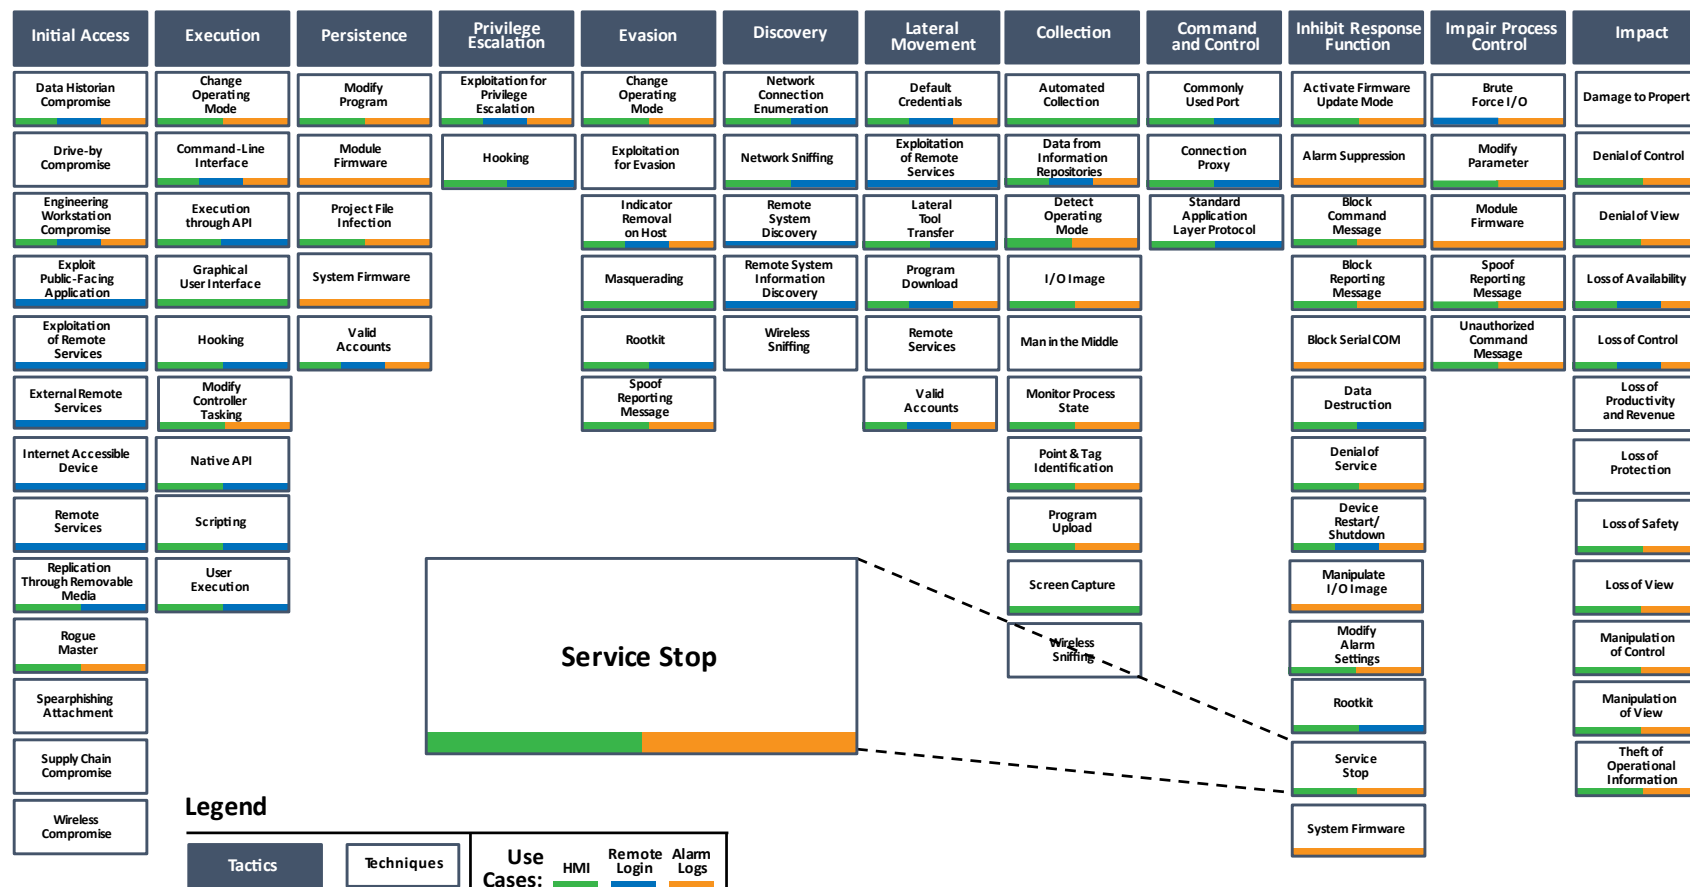 Initial Access
Data Historian
Compromise
Drive-by
Compromise
Engineering
Workstation
Compromise
Exploit
Public-Facing
Application
Exploitation
of Remote
Services
External Remote
Services
Internet Accessible
Device
Remote
Services
Replication
Through Removable
Media
Rogue
Master
Spearphishing
Attachment
Supply Chain
Compromise
Wireless
Compromise
Execution
Change
Operating
Mode
Command-Line
Interface
Execution
through API
Graphical
User Interface
Hooking
Modify
Controller
Tasking
Native API
Scripting
User
Execution
Persistence
Modify
Program
Module
Firmware
Project File
Infection
System Firmware
Valid
Accounts
Privilege
Escalation
Exploitation for
Privilege
Escalation
Hooking
Evasion
Change
Operating
Mode
Exploitation
for Evasion
Indicator
Removal
on Host
Masquerading
Rootkit
Spoof
Reporting
Message
Discovery
Network
Connection
Enumeration
Network Sniffing
Remote
System
Discovery
Remote System
Information
Discovery
Wireless
Sniffing
Lateral
Movement
Default
Credentials
Exploitation
of Remote
Services
Lateral
Tool
Transfer
Program
Download
Remote
Services
Valid
Accounts
Collection
Automated
Collection
Data from
Information
Repositories
Detect
Operating
Mode
I/O Image
Man in the Middle
Monitor Process
State
Point & Tag
Identification
Program
Upload
Screen Capture
Wireless
Sniffing
Command
and Control
Commonly
Used Port
Connection
Proxy
Standard
Application
Layer Protocol
Inhibit Response
Function
Activate Firmware
Update Mode
Alarm Suppression
Block
Command
Message
Block
Reporting
Message
Block Serial COM
Data
Destruction
Denial of
Service
Device
Restart/
Shutdown
Manipulate
I/O Image
Modify
Alarm
Settings
Rootkit
Service
Stop
System Firmware
Impair Process
Control
Brute
Force I/O
Modify
Parameter
Module
Firmware
Spoof
Reporting
Message
Unauthorized
Command
Message
Impact
Damage to Propert
Denial of Control
Denial of View
Loss of Availability
Loss of Control
Loss of
Productivity
and Revenue
Loss of
Protection
Loss of Safety
Loss of View
Manipulation
of Control
Manipulation
of View
Theft of
Operational
Information
Service Stop
Legend
Tactics
Techniques
Use
Cases:
HMI
Remote
Login
Alarm
Logs